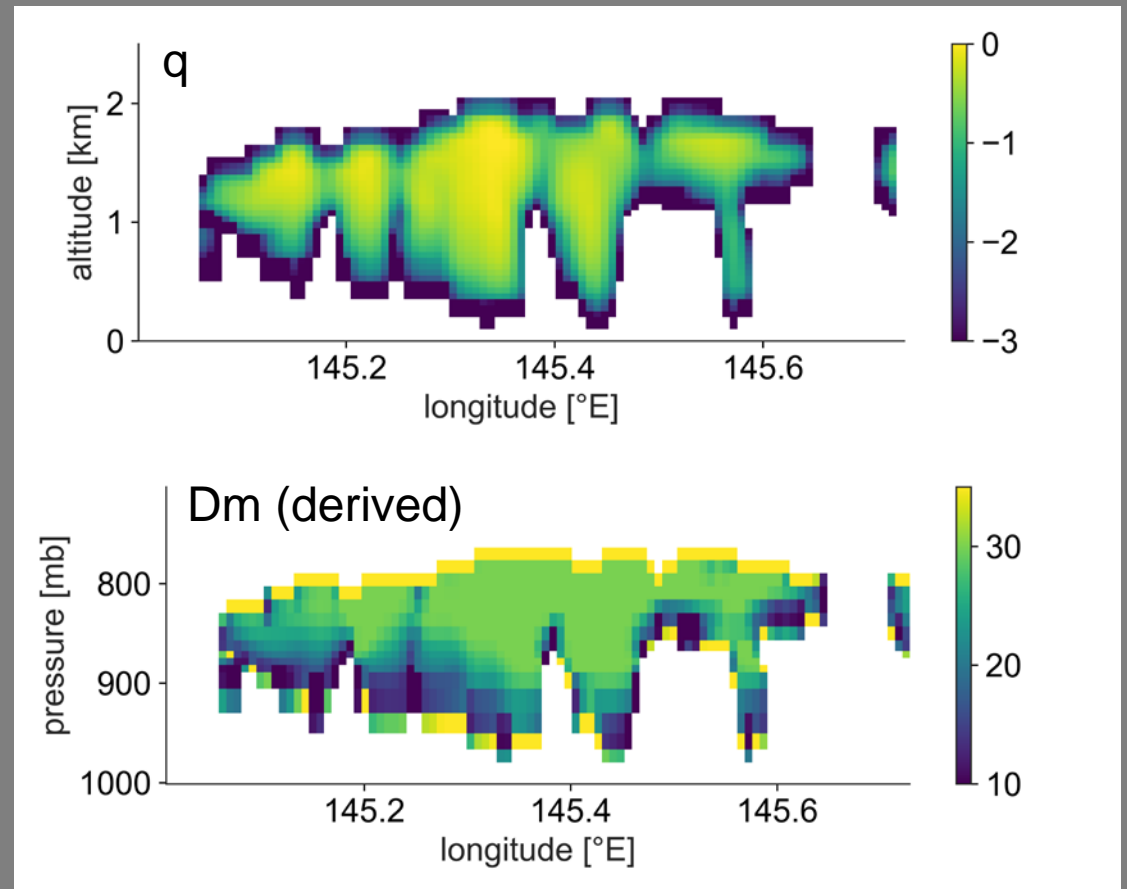 q
altitude [km]
2
1
0
145.2 145.4 145.6
longitude [°E]
0
−1
−2
−3
Dm (derived)
pressure [mb]
800
900
1000
145.2 145.4 145.6
longitude [°E]
30
20
10